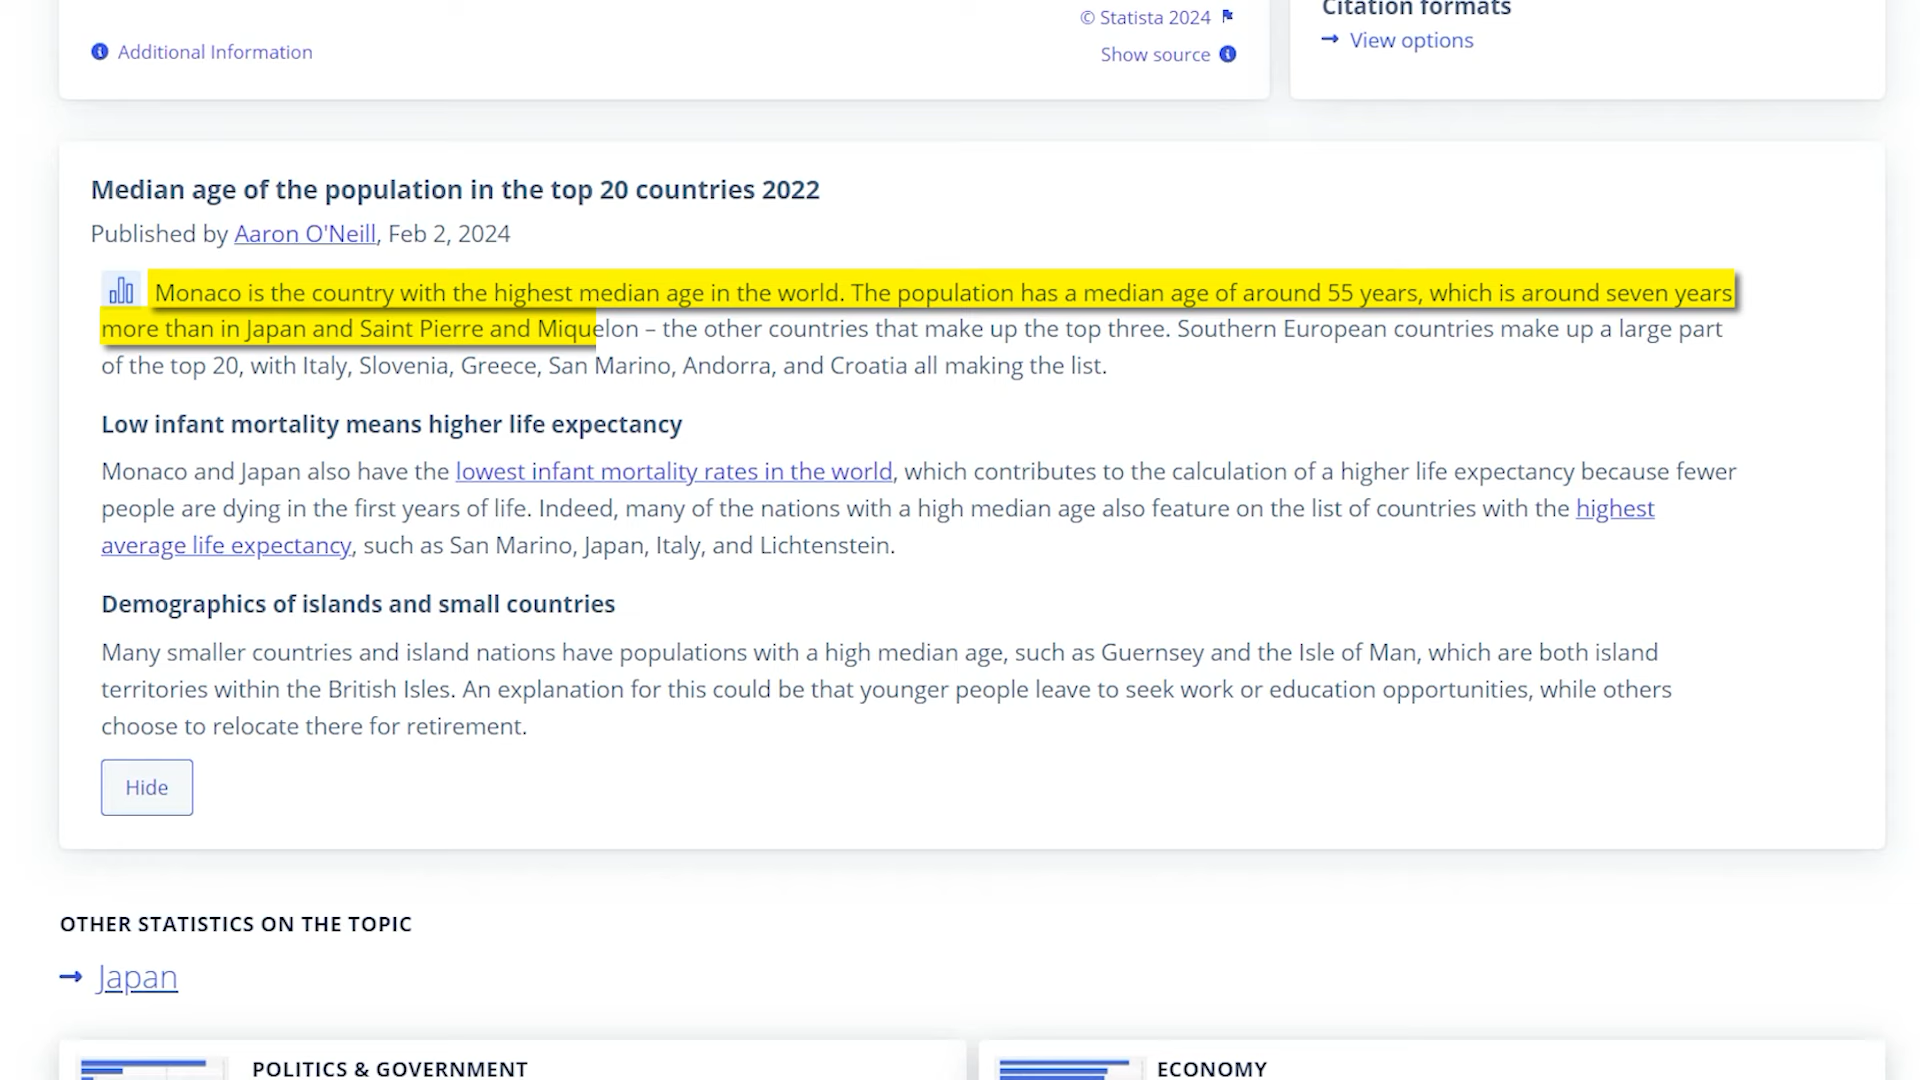 © Statista 2024
Additional Information
Show source
Citation formats
View options
Median age of the population in the top 20 countries 2022
Published by Aaron O'Neill, Feb 2, 2024
Monaco is the country with the highest median age in the world. The population has a median age of around 55 years, which is around seven years
more than in Japan and Saint Pierre and Miquelon – the other countries that make up the top three. Southern European countries make up a large part
of the top 20, with Italy, Slovenia, Greece, San Marino, Andorra, and Croatia all making the list.
Low infant mortality means higher life expectancy
Monaco and Japan also have the lowest infant mortality rates in the world, which contributes to the calculation of a higher life expectancy because fewer
people are dying in the first years of life. Indeed, many of the nations with a high median age also feature on the list of countries with the highest
average life expectancy, such as San Marino, Japan, Italy, and Lichtenstein.
Demographics of islands and small countries
Many smaller countries and island nations have populations with a high median age, such as Guernsey and the Isle of Man, which are both island
territories within the British Isles. An explanation for this could be that younger people leave to seek work or education opportunities, while others
choose to relocate there for retirement.
Hide
OTHER STATISTICS ON THE TOPIC
Japan
POLITICS & GOVERNMENT
ECONOMY